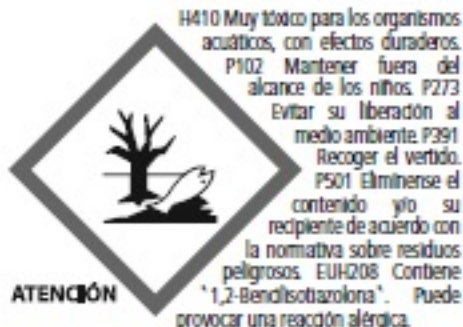 H410 Muy tóxico para los organismos
acuáticos, con efectos duraderos.
P102 Mantener fuera del
alcance de los niños. P273
Evitar su liberación al
medio ambiente. P391
Recoger el vertido.
P501 Elimínense el
contenido y/o su
recipiente de acuerdo con
la normativa sobre residuos
peligrosos. EUH208 Contiene
"1,2-Bencilisotiazolona". Puede
provocar una reacción alérgica.
ATENCIÓN